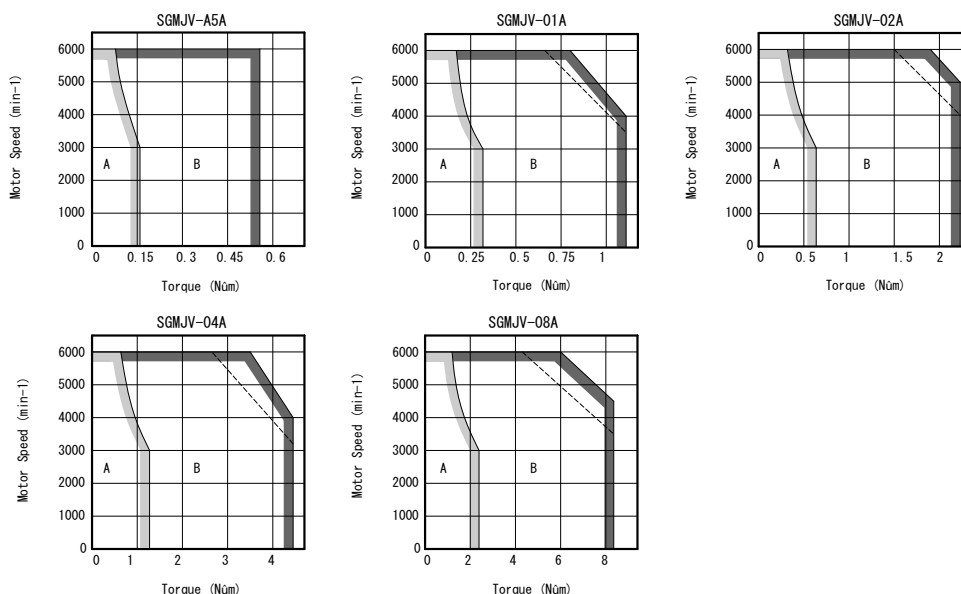 SGMJV-A5A
Motor Speed (min-1)
6000
5000
4000
3000
2000
1000
0
A
B
0 0.15 0.3 0.45 0.6
Torque (Nûm)
SGMJV-01A
Motor Speed (min-1)
6000
5000
4000
3000
2000
1000
0
A
B
0 0.25 0.5 0.75 1
Torque (Nûm)
SGMJV-02A
Motor Speed (min-1)
6000
5000
4000
3000
2000
1000
0
A
B
0 0.5 1 1.5 2
Torque (Nûm)
SGMJV-04A
Motor Speed (min-1)
6000
5000
4000
3000
2000
1000
0
A
B
0 1 2 3 4
Torque (Nûm)
SGMJV-08A
Motor Speed (min-1)
6000
5000
4000
3000
2000
1000
0
A
B
0 2 4 6 8
Torque (Nûm)